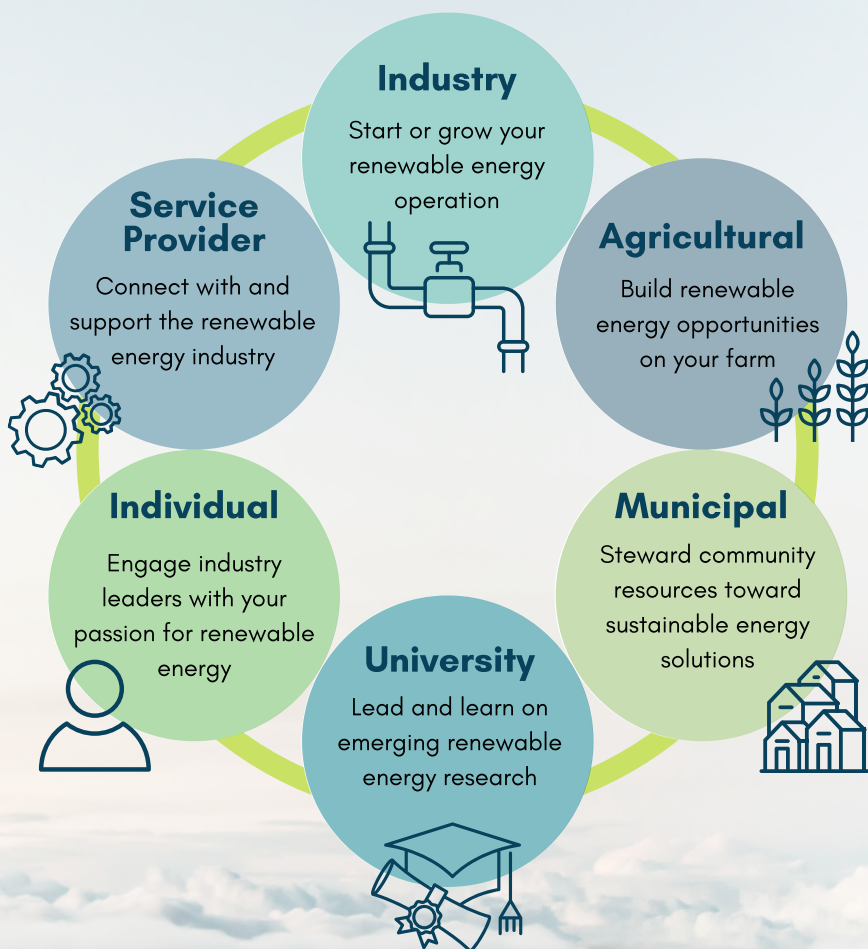 Industry
Start or grow your
renewable energy
operation
Agricultural
Build renewable
energy opportunities
on your farm
Municipal
Steward community
resources toward
sustainable energy
solutions
University
Lead and learn on
emerging renewable
energy research
Individual
Engage industry
leaders with your
passion for renewable
energy
Service
Provider
Connect with and
support the renewable
energy industry